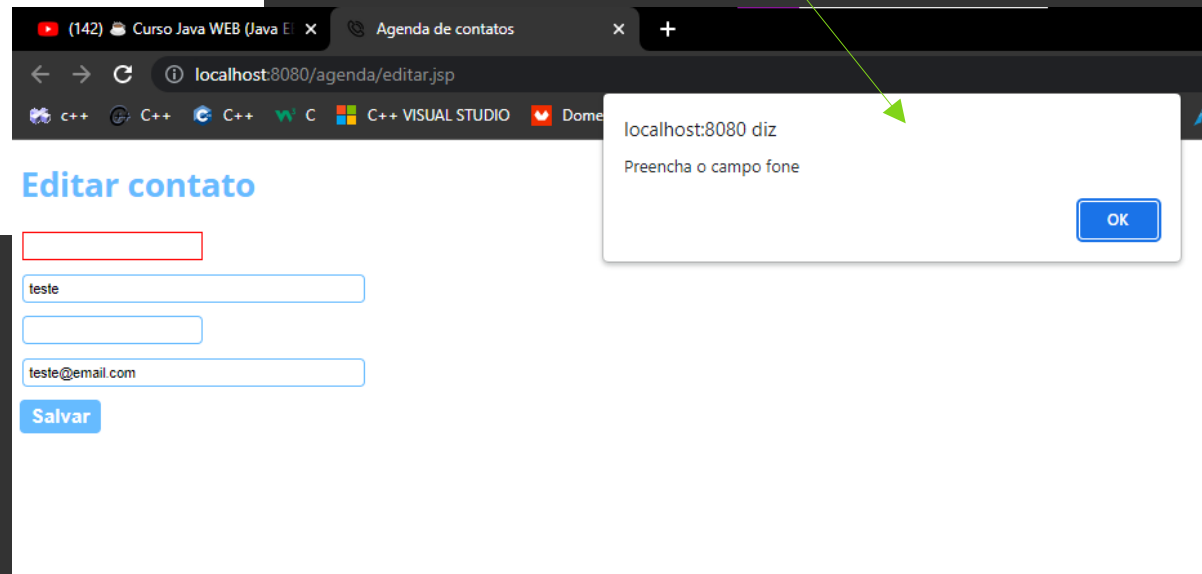 (142) ☕ Curso Java WEB (Java E
Agenda de contatos
localhost:8080/agenda/editar.jsp
c++ C++ C++ C C++ VISUAL STUDIO Dome
localhost:8080 diz
Preencha o campo fone
OK
Editar contato
teste
teste@email.com
Salvar